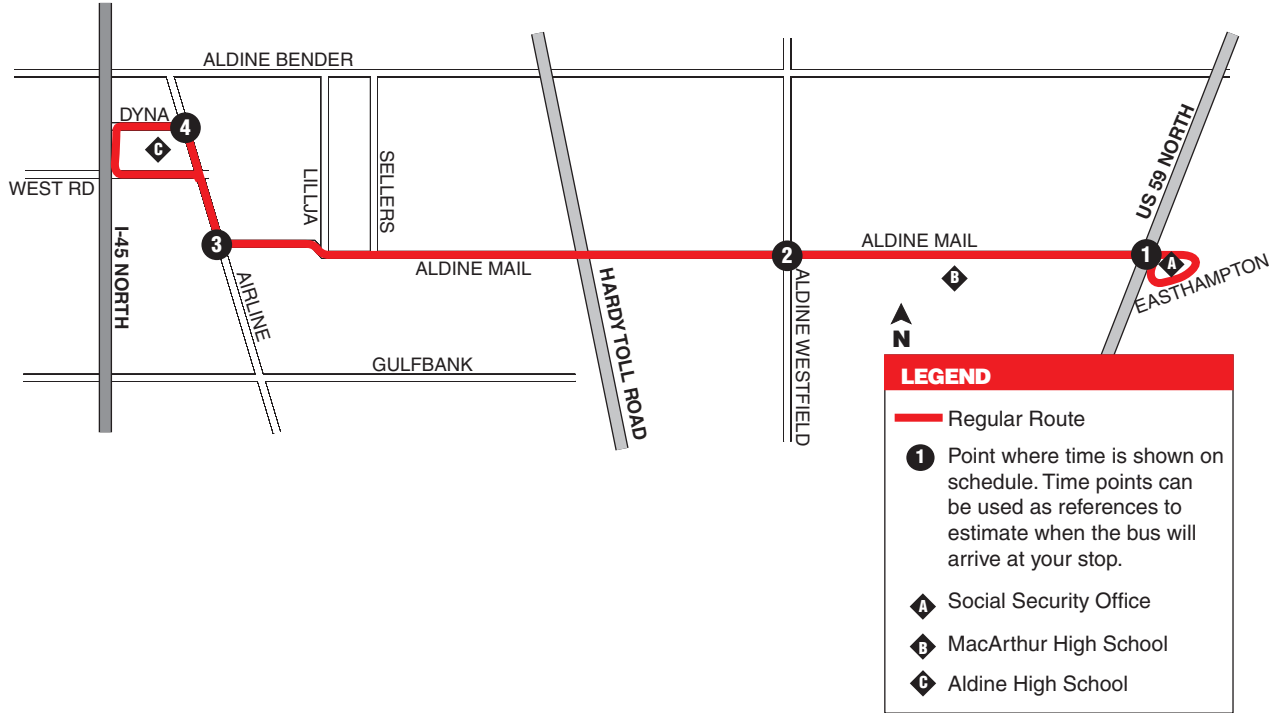 ALDINE BENDER
DYNA
4
C
WEST RD
I-45 NORTH
3
AIRLINE
LILLJA
SELLERS
ALDINE MAIL
GULFBANK
HARDY TOLL ROAD
2
ALDINE WESTFIELD
ALDINE MAIL
B
N
US 59 NORTH
1
A
EASTHAMPTON
LEGEND
Regular Route
1 Point where time is shown on
schedule. Time points can
be used as references to
estimate when the bus will
arrive at your stop.
A Social Security Office
B MacArthur High School
C Aldine High School